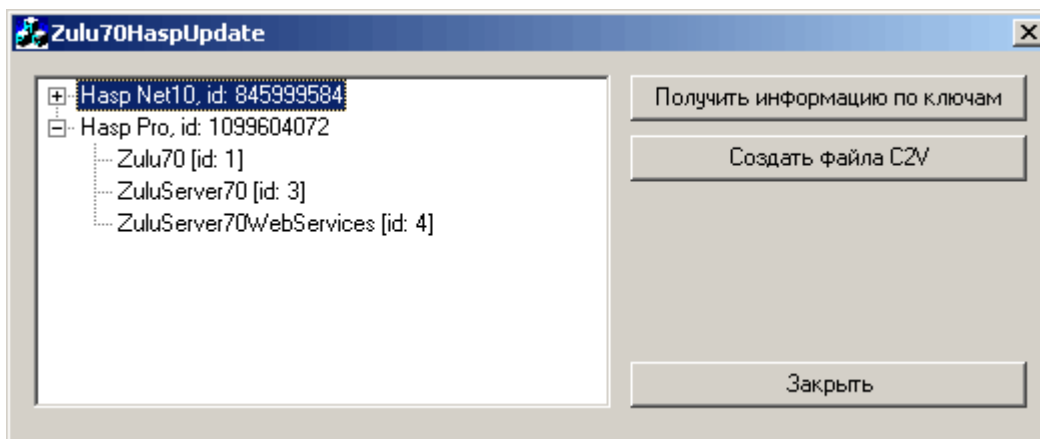 Zulu70HaspUpdate
Hasp Net10, id: 845999584
Hasp Pro, id: 1099604072
Zulu70 [id: 1]
ZuluServer70 [id: 3]
ZuluServer70WebServices [id: 4]
Получить информацию по ключам
Создать файла C2V
Закрыть